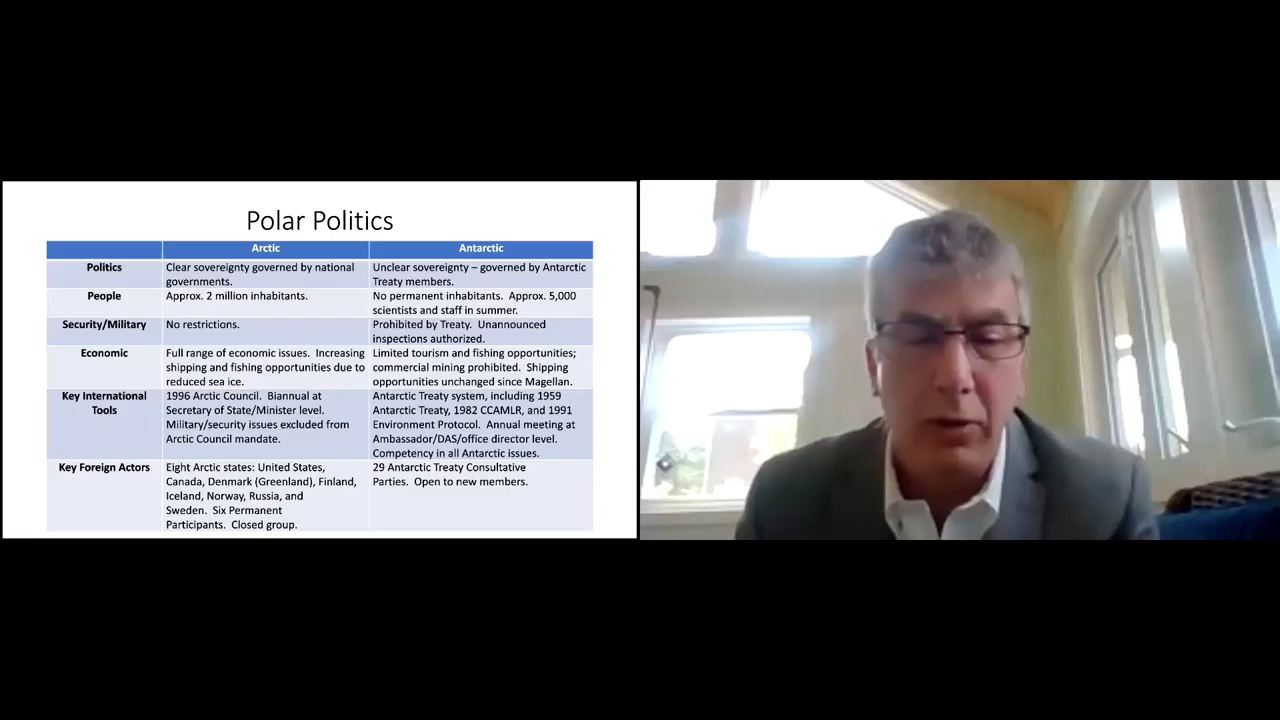 Polar Politics
Arctic
Antarctic
Politics
Clear sovereignty governed by national
governments.
Unclear sovereignty – governed by Antarctic
Treaty members.
People
Approx. 2 million inhabitants.
No permanent inhabitants. Approx. 5,000
scientists and staff in summer.
Security/Military
No restrictions.
Prohibited by Treaty. Unannounced
inspections authorized.
Economic
Full range of economic issues. Increasing
shipping and fishing opportunities due to
reduced sea ice.
Limited tourism and fishing opportunities;
commercial mining prohibited. Shipping
opportunities unchanged since Magellan.
Key International
Tools
1996 Arctic Council. Biannual at
Secretary of State/Minister level.
Military/security issues excluded from
Arctic Council mandate.
Antarctic Treaty system, including 1959
Antarctic Treaty, 1982 CCAMLR, and 1991
Environment Protocol. Annual meeting at
Ambassador/DAS/office director level.
Competency in all Antarctic issues.
Key Foreign Actors
Eight Arctic states: United States,
Canada, Denmark (Greenland), Finland,
Iceland, Norway, Russia, and
Sweden. Six Permanent
Participants. Closed group.
29 Antarctic Treaty Consultative
Parties. Open to new members.